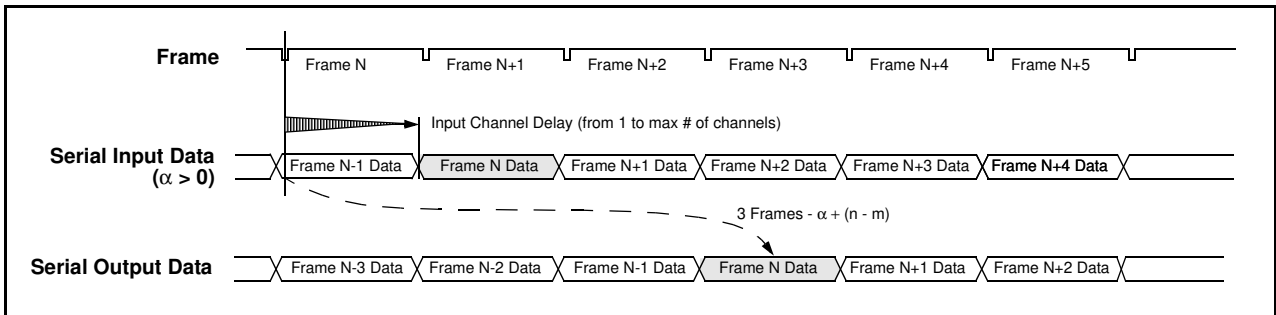 Frame
Frame N Frame N+1 Frame N+2 Frame N+3 Frame N+4 Frame N+5
Input Channel Delay (from 1 to max # of channels)
Serial Input Data
(α > 0)
Frame N-1 Data Frame N Data Frame N+1 Data Frame N+2 Data Frame N+3 Data Frame N+4 Data
3 Frames - α + (n - m)
Serial Output Data
Frame N-3 Data Frame N-2 Data Frame N-1 Data Frame N Data Frame N+1 Data Frame N+2 Data